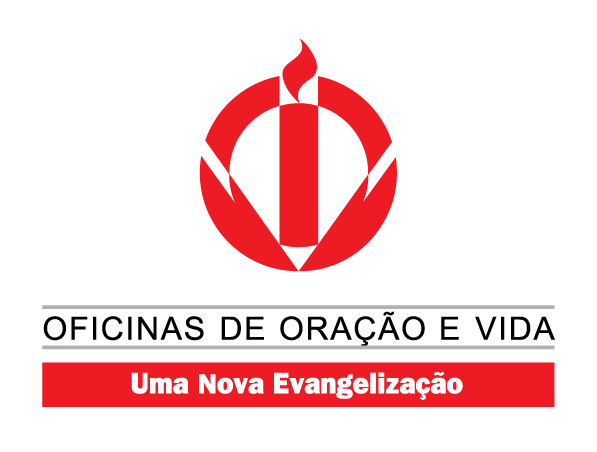 OFICINAS DE ORAÇÃO E VIDA
Uma Nova Evangelização